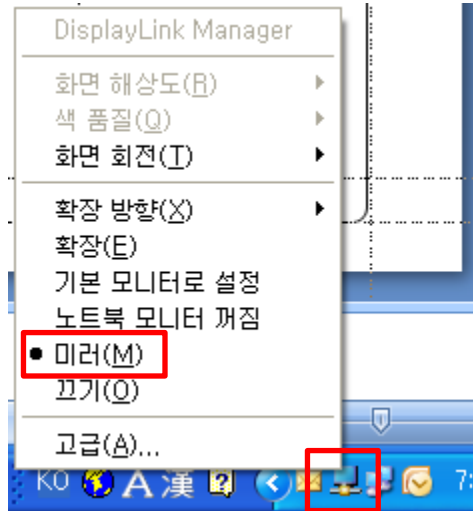 DisplayLink Manager
화면 해상도(R)
색 품질(Q)
화면 회전(T)
확장 방향(X)
확장(E)
기본 모니터로 설정
노트북 모니터 꺼짐
미러(M)
끄기(O)
고급(A)...
KO A 漢 ? 7: